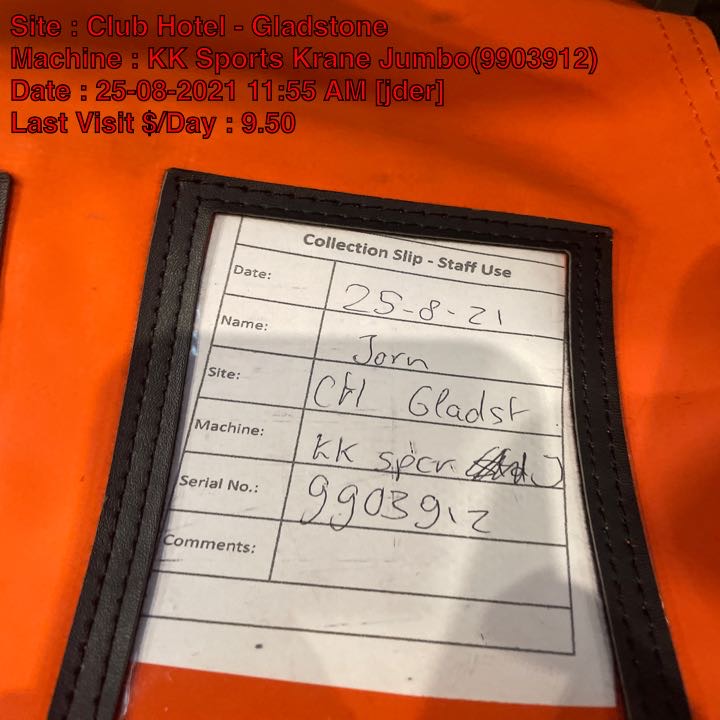 Site : Club Hotel - Gladstone
Machine : KK Sports Krane Jumbo(9903912)
Date : 25-08-2021 11:55 AM [jder]
Last Visit $/Day : 9.50
Collection Slip - Staff Use
Date: 25-8-21
Name: Jorn
Site: CH Gladst
Machine: KK spcr J
Serial No.: 9903912
Comments: